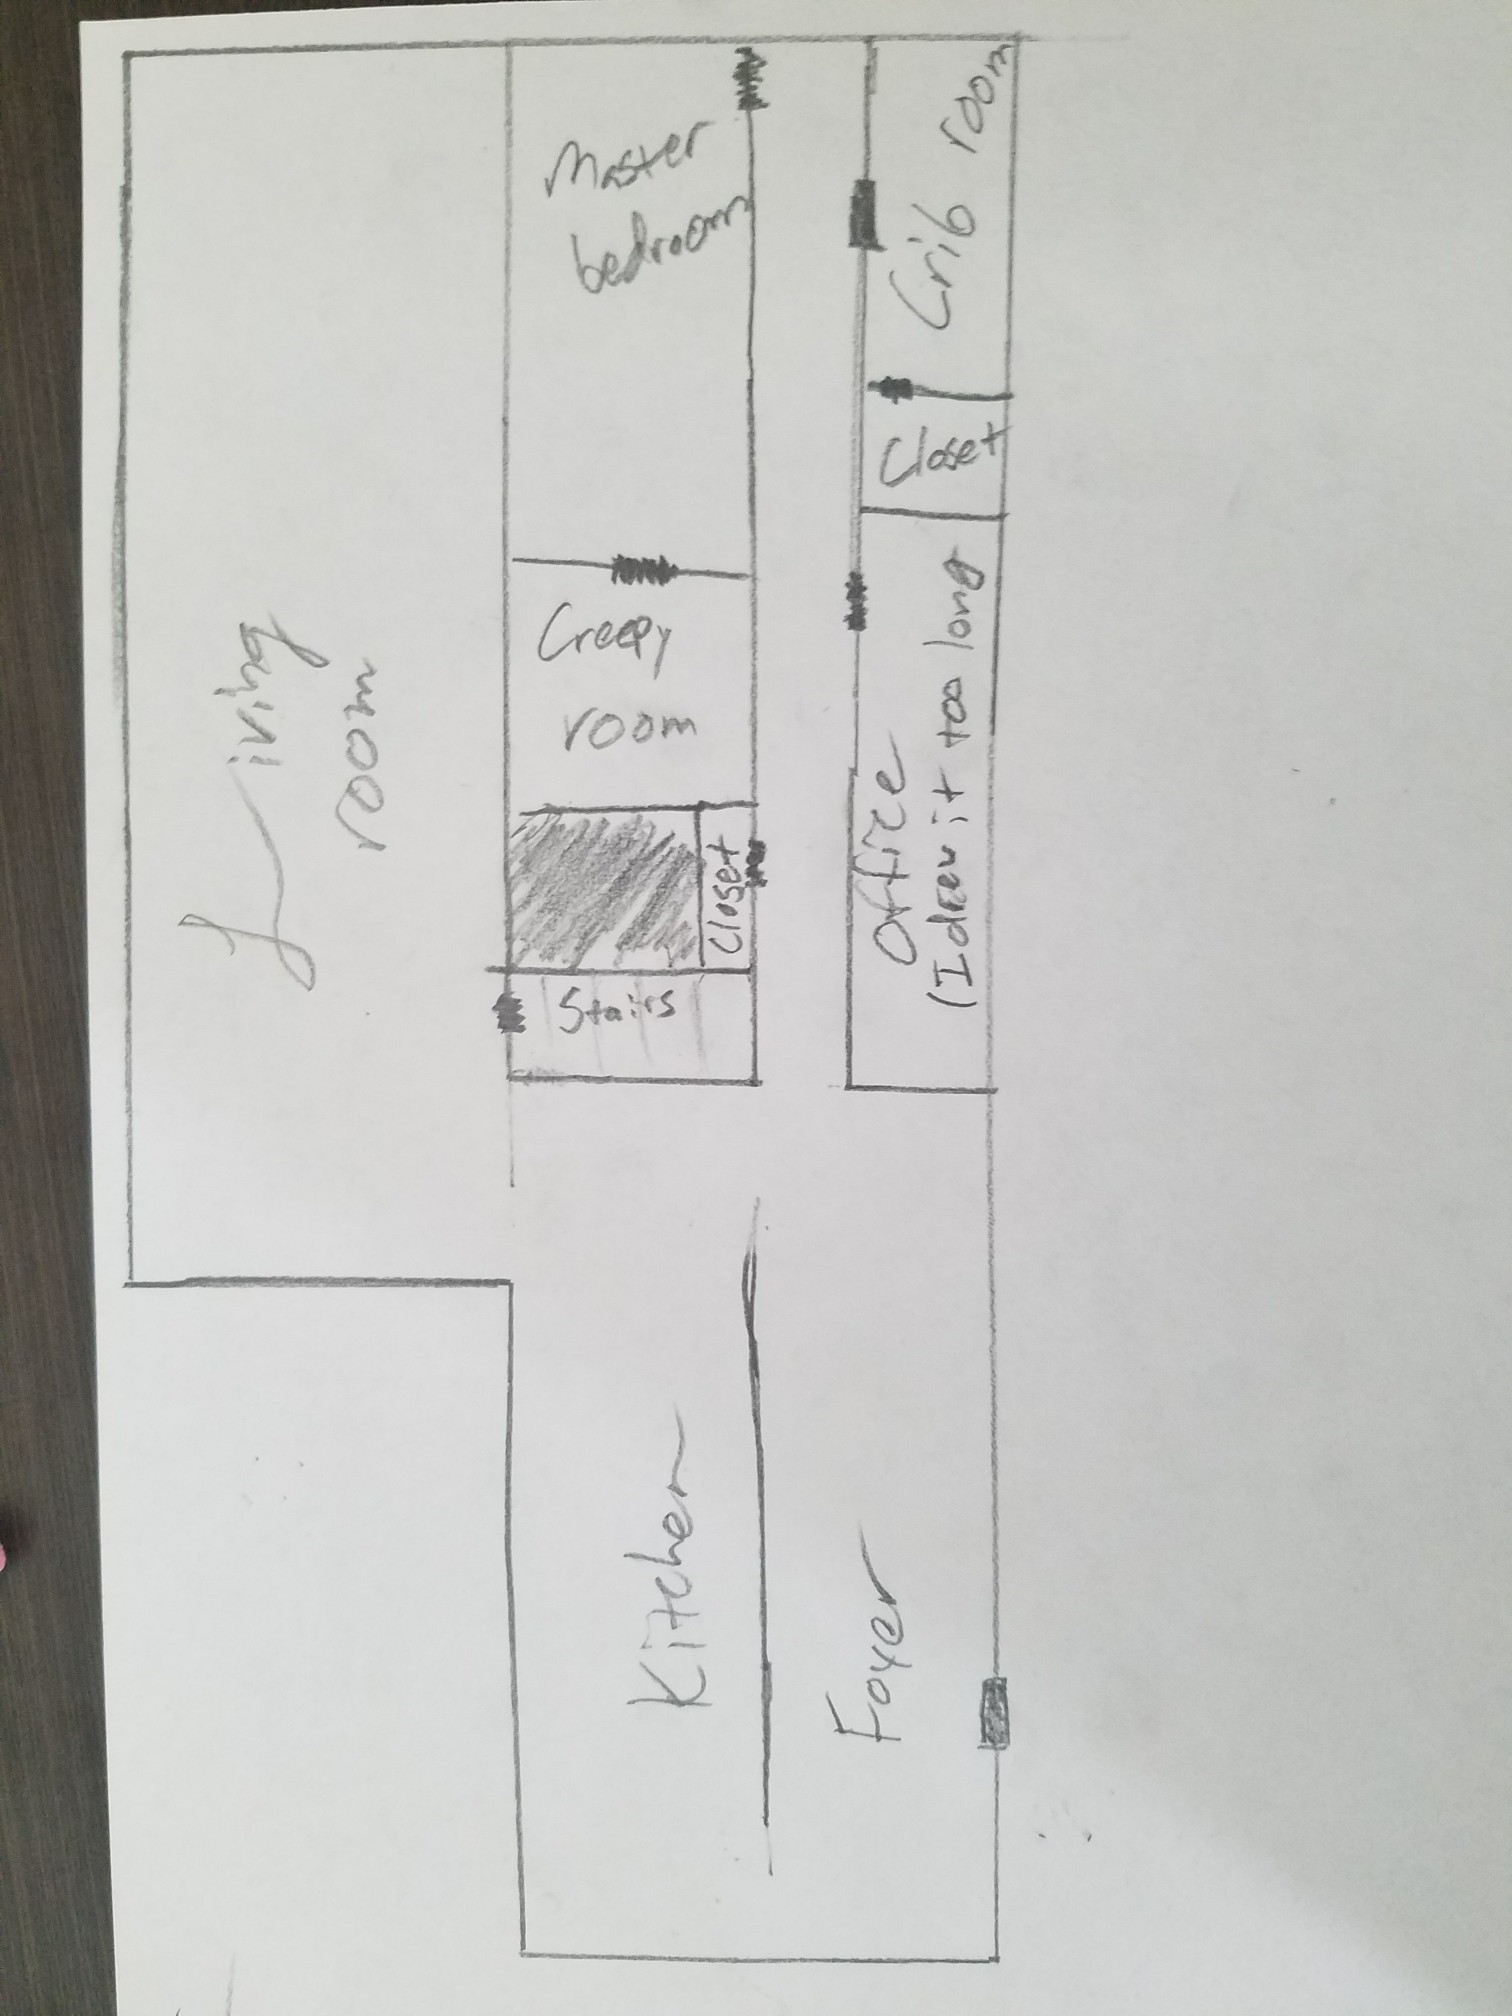 Living
room
Master
bedroom
Creepy
room
Closet
Stairs
Crib room
Closet
Office
(I drew it too long
Kitchen
Foyer